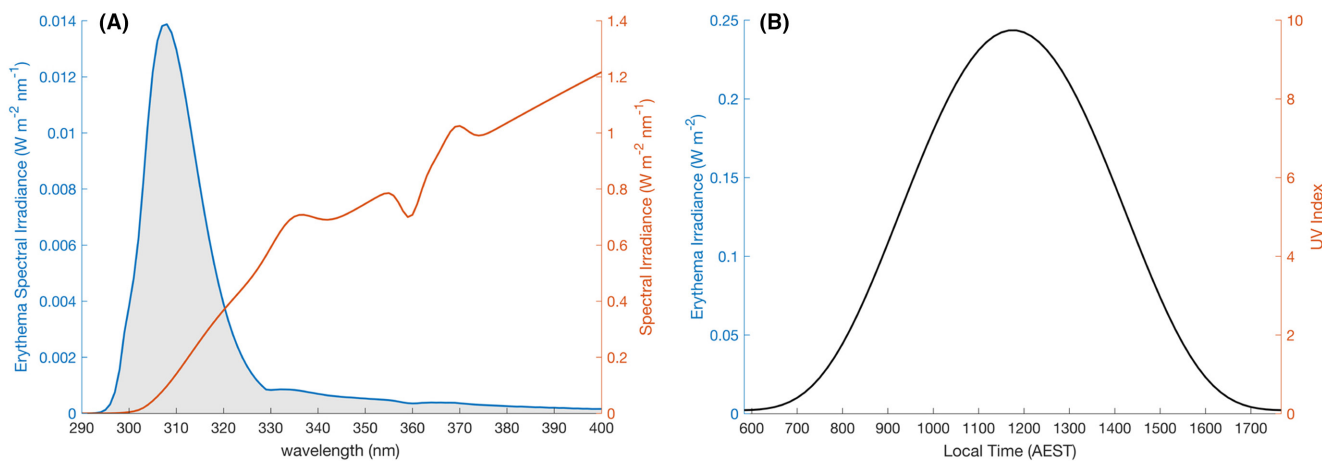 (A)
Erythema Spectral Irradiance (W m-2 nm-1)
0.014
0.012
0.01
0.008
0.006
0.004
0.002
0
1.4
1.2
1
0.8
0.6
0.4
0.2
0
Spectral Irradiance (W m-2 nm-1)
290 300 310 320 330 340 350 360 370 380 390 400
wavelength (nm)
(B)
Erythema Irradiance (W m-2)
0.25
0.2
0.15
0.1
0.05
0
10
8
6
4
2
0
UV Index
600 700 800 900 1000 1100 1200 1300 1400 1500 1600 1700
Local Time (AEST)